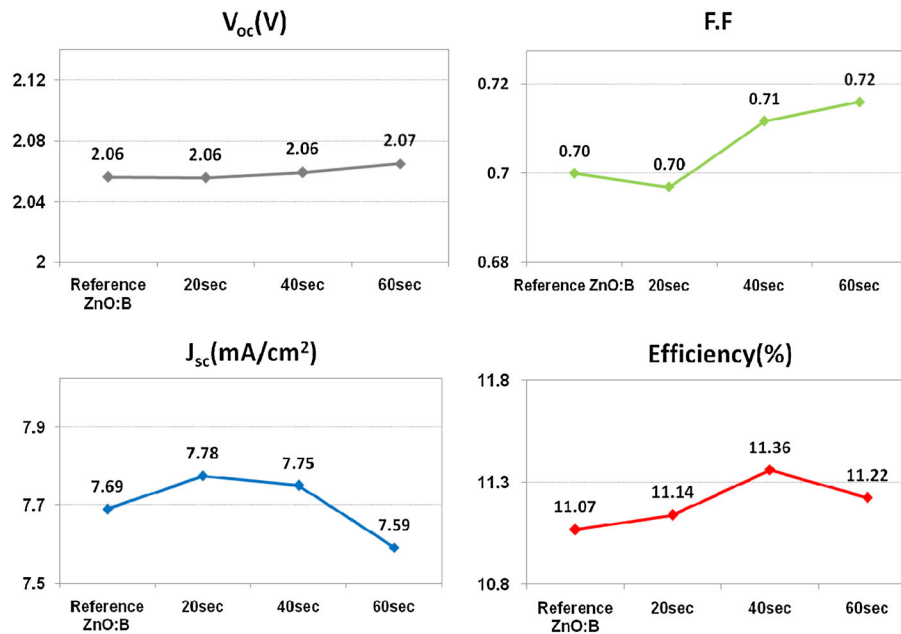 V_oc(V)
2.12
2.08
2.04
2
2.06
2.06
2.06
2.07
Reference ZnO:B
20sec
40sec
60sec
F.F
0.72
0.7
0.68
0.70
0.70
0.71
0.72
Reference ZnO:B
20sec
40sec
60sec
J_sc(mA/cm²)
7.9
7.7
7.5
7.69
7.78
7.75
7.59
Reference ZnO:B
20sec
40sec
60sec
Efficiency(%)
11.8
11.3
10.8
11.07
11.14
11.36
11.22
Reference ZnO:B
20sec
40sec
60sec